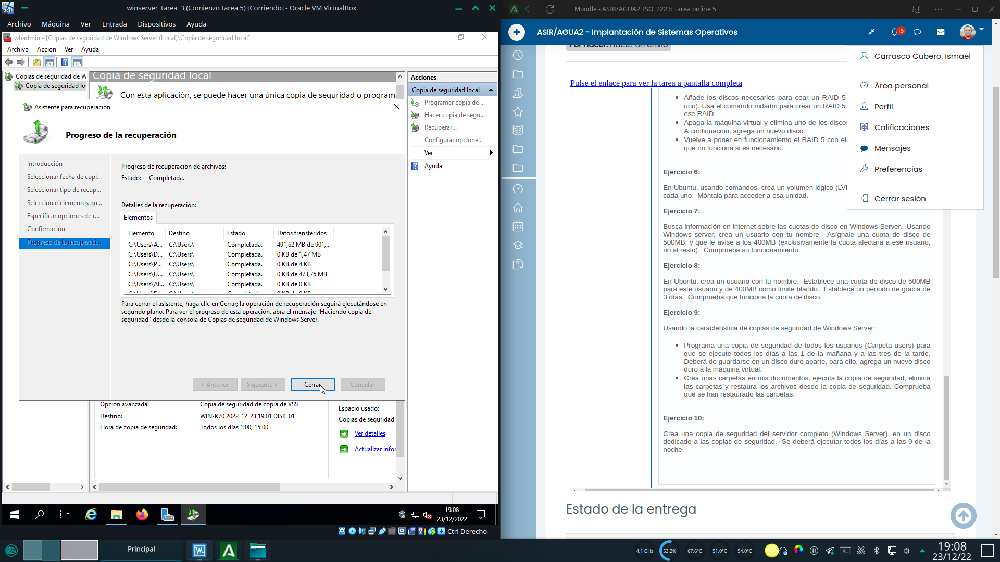 winserver_tarea_3 (Comienzo tarea 5) [Corriendo] - Oracle VM VirtualBox
Archivo Máquina Ver Entrada Dispositivos Ayuda
wbadmin - [Copias de seguridad de Windows Server (Local)\Copia de seguridad local]
Archivo Acción Ver Ayuda
Copias de seguridad de W
Copia de seguridad lo
Copia de seguridad local
Con esta aplicación, se puede hacer una única copia de seguridad o program
Asistente para recuperación
Progreso de la recuperación
Introducción
Seleccionar fecha de copi...
Seleccionar tipo de recup...
Seleccionar elementos qu...
Especificar opciones de r...
Confirmación
Progreso de la recuperaci...
Progreso de recuperación de archivos:
Estado: Completada.
Detalles de la recuperación:
Elementos
Elemento Destino Estado Datos transferidos
C:\Users\A... C:\Users\ Completada. 491,62 MB de 901,...
C:\Users\D... C:\Users\ Completada. 0 KB de 1,47 MB
C:\Users\P... C:\Users\ Completada. 0 KB de 4 KB
C:\Users\U... C:\Users\ Completada. 0 KB de 473,76 MB
C:\Users\Al... C:\Users\ Completada. 0 KB de 0 KB
Para cerrar el asistente, haga clic en Cerrar; la operación de recuperación seguirá ejecutándose en
segundo plano. Para ver el progreso de esta operación, abra el mensaje "Haciendo copia de
seguridad" desde la consola de Copias de seguridad de Windows Server.
< Anterior Siguiente > Cerrar Cancelar
Opción avanzada: Copia de seguridad de copia de VSS
Destino: WIN-K70 2022_12_23 19:01 DISK_01
Hora de copia de seguridad: Todos los días 1:00; 15:00
Espacio usado:
Copias de seguridad
Ver detalles
Actualizar infor
Acciones
Copia de seguridad local
Programar copia de ...
Hacer copia de segu...
Recuperar...
Configurar opcione...
Ver
Ayuda
19:08
23/12/2022
Ctrl Derecho
Moodle - ASIR/AGUA2_ISO_2223: Tarea online 5
ASIR/AGUA2 - Implantación de Sistemas Operativos
16
Por hacer: Hacer un envío
Carrasco Cubero, Ismael
Área personal
Perfil
Calificaciones
Mensajes
Preferencias
Cerrar sesión
Pulse el enlace para ver la tarea a pantalla completa
Añade los discos necesarios para cear un RAID 5
uno). Usa el comando mdadm para crear un RAID 5.
ese RAID.
Apaga la máquina virtual y elimina uno de los discos
A continuación, agrega un nuevo disco.
Vuelve a poner en funcionamiento el RAID 5 con el
que no funciona si es necesario.
Ejercicio 6:
En Ubuntu, usando comandos, crea un volumen lógico (LVM
cada uno. Móntala para acceder a esa unidad.
Ejercicio 7:
Busca información en internet sobre las cuotas de disco en Windows Server. Usando
Windows server, crea un usuario con tu nombre. Asígnale una cuota de disco de
500MB, y que le avise a los 400MB (exclusivamente la cuota afectará a ese usuario,
no al resto). Comprueba su funcionamiento.
Ejercicio 8:
En Ubuntu, crea un usuario con tu nombre. Establece una cuota de disco de 500MB
para este usuario y de 400MB como límite blando. Establece un período de gracia de
3 días. Comprueba que funciona la cuota de disco.
Ejercicio 9:
Usando la característica de copias de seguridad de Windows Server:
Programa una copia de seguridad de todos los usuarios (Carpeta users) para
que se ejecute todos los días a las 1 de la mañana y a las tres de la tarde.
Deberá de guardarse en un disco duro aparte, para ello, agrega un nuevo disco
duro a la máquina virtual.
Crea unas carpetas en mis documentos, ejecuta la copia de seguridad, elimina
las carpetas y restaura los archivos desde la copia de seguridad. Comprueba
que se han restaurado las carpetas.
Ejercicio 10:
Crea una copia de seguridad del servidor completo (Windows Server), en un disco
dedicado a las copias de seguridad. Se deberá ejecutar todos los días a las 9 de la
noche.
Estado de la entrega
Principal
4,1 GHz 53,2% 67,6°C 51,0°C 54,0°C
19:08
23/12/22